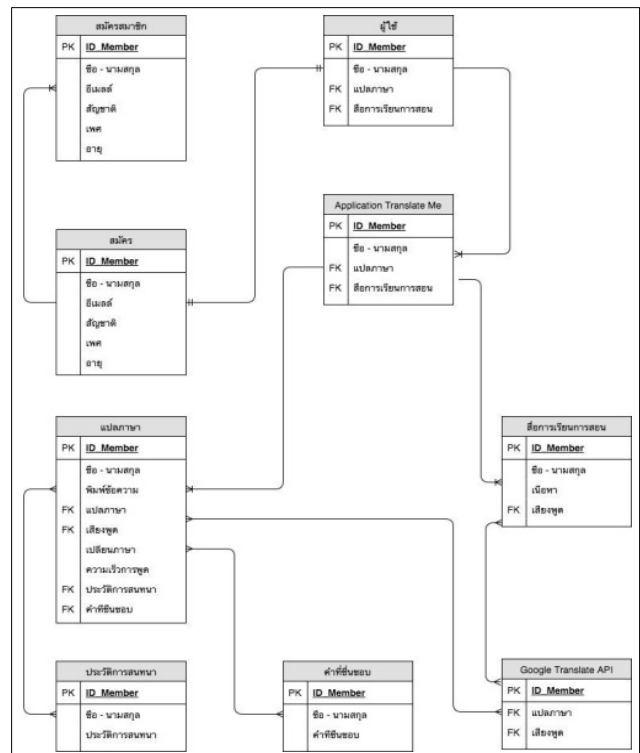 สมัครสมาชิก
PK ID_Member
ชื่อ - นามสกุล
อีเมลล์
สัญชาติ
เพศ
อายุ
ผู้ใช้
PK ID_Member
ชื่อ - นามสกุล
FK แปลภาษา
FK สื่อการเรียนการสอน
สมัคร
PK ID_Member
ชื่อ - นามสกุล
อีเมลล์
สัญชาติ
เพศ
อายุ
Application Translate Me
PK ID_Member
ชื่อ - นามสกุล
FK แปลภาษา
FK สื่อการเรียนการสอน
แปลภาษา
PK ID_Member
ชื่อ - นามสกุล
พิมพ์ข้อความ
FK แปลภาษา
FK เสียงพูด
เปลี่ยนภาษา
ความเร็วการพูด
FK ประวัติการสนทนา
FK คำที่ชื่นชอบ
สื่อการเรียนการสอน
PK ID_Member
ชื่อ - นามสกุล
เนื้อหา
FK เสียงพูด
ประวัติการสนทนา
PK ID_Member
ชื่อ - นามสกุล
ประวัติการสนทนา
คำที่ชื่นชอบ
PK ID_Member
ชื่อ - นามสกุล
คำที่ชื่นชอบ
Google Translate API
PK ID_Member
FK แปลภาษา
FK เสียงพูด